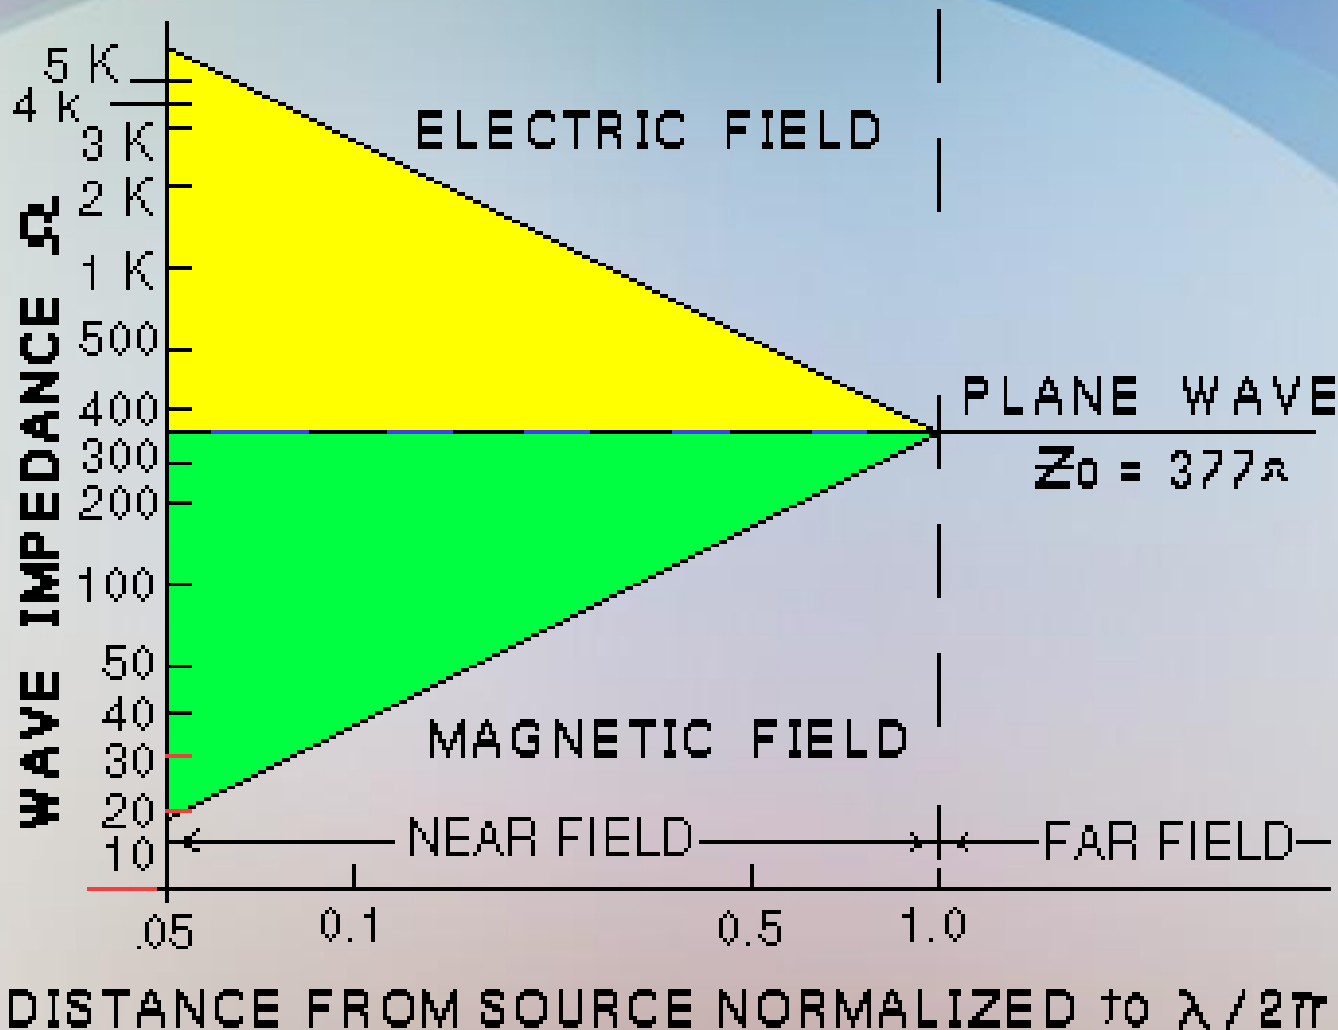 5 K
4 K
3 K
2 K
1 K
500
400
300
200
100
50
40
30
20
10
WAVE IMPEDANCE Ω
ELECTRIC FIELD
PLANE WAVE
Z0 = 377Ω
MAGNETIC FIELD
NEAR FIELD
FAR FIELD
.05 0.1 0.5 1.0
DISTANCE FROM SOURCE NORMALIZED to λ/2π